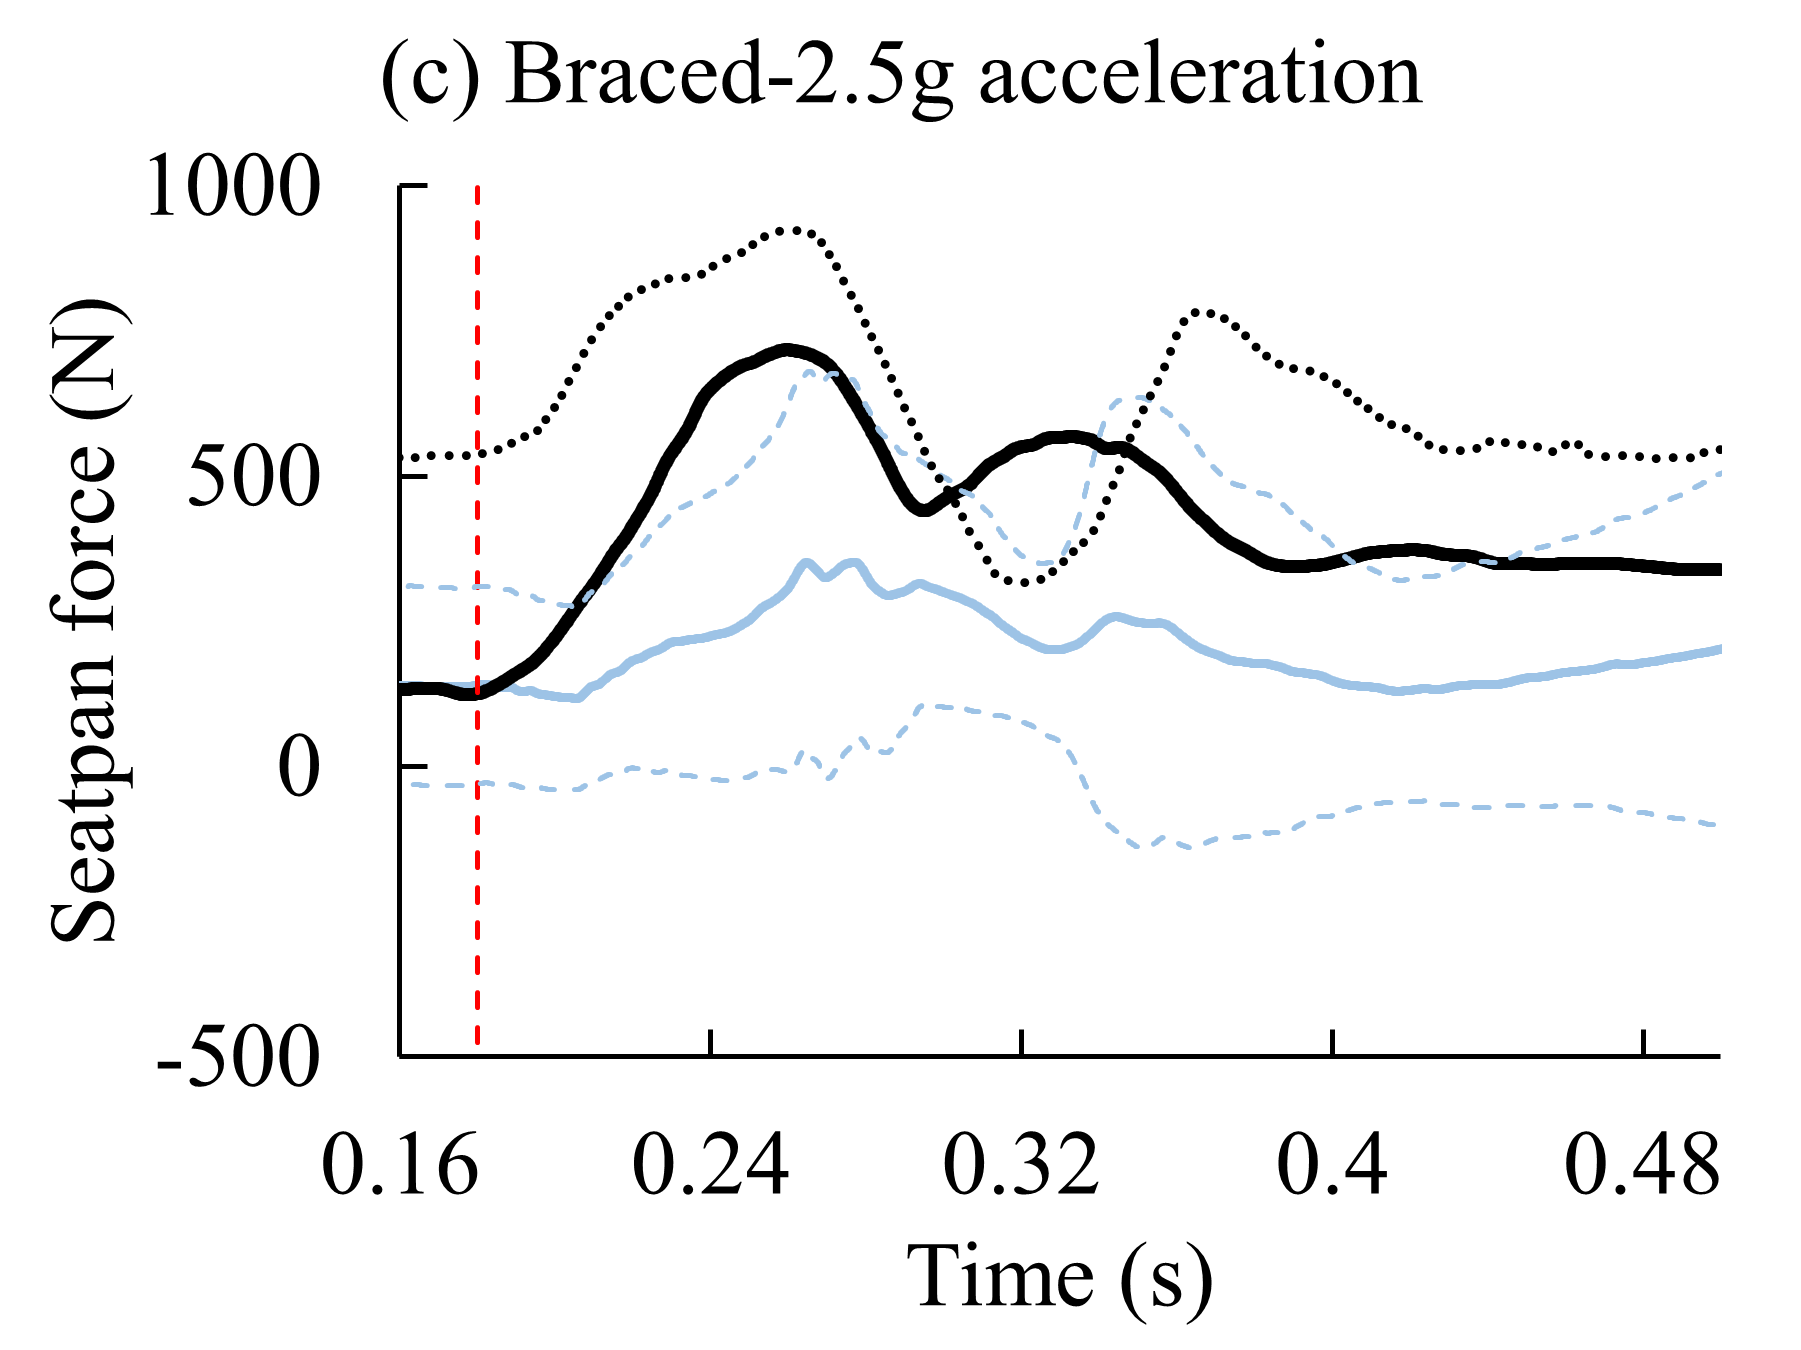 (c) Braced-2.5g acceleration
1000
500
0
-500
Seatpan force (N)
0.16 0.24 0.32 0.4 0.48
Time (s)